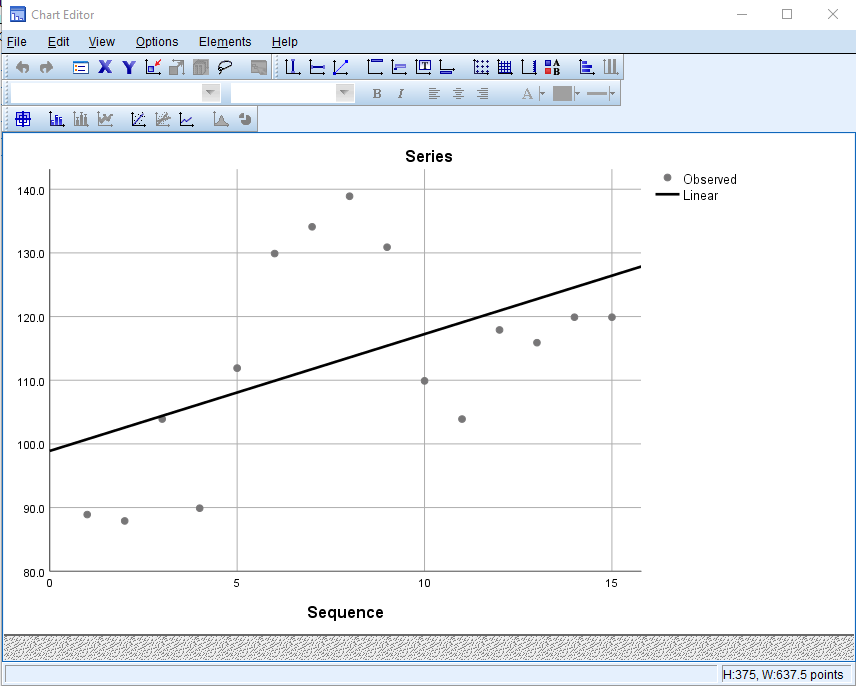 Chart Editor
File Edit View Options Elements Help
X Y T A B
B I A
Series
Observed
Linear
140.0
130.0
120.0
110.0
100.0
90.0
80.0
0 5 10 15
Sequence
H:375, W:637.5 points